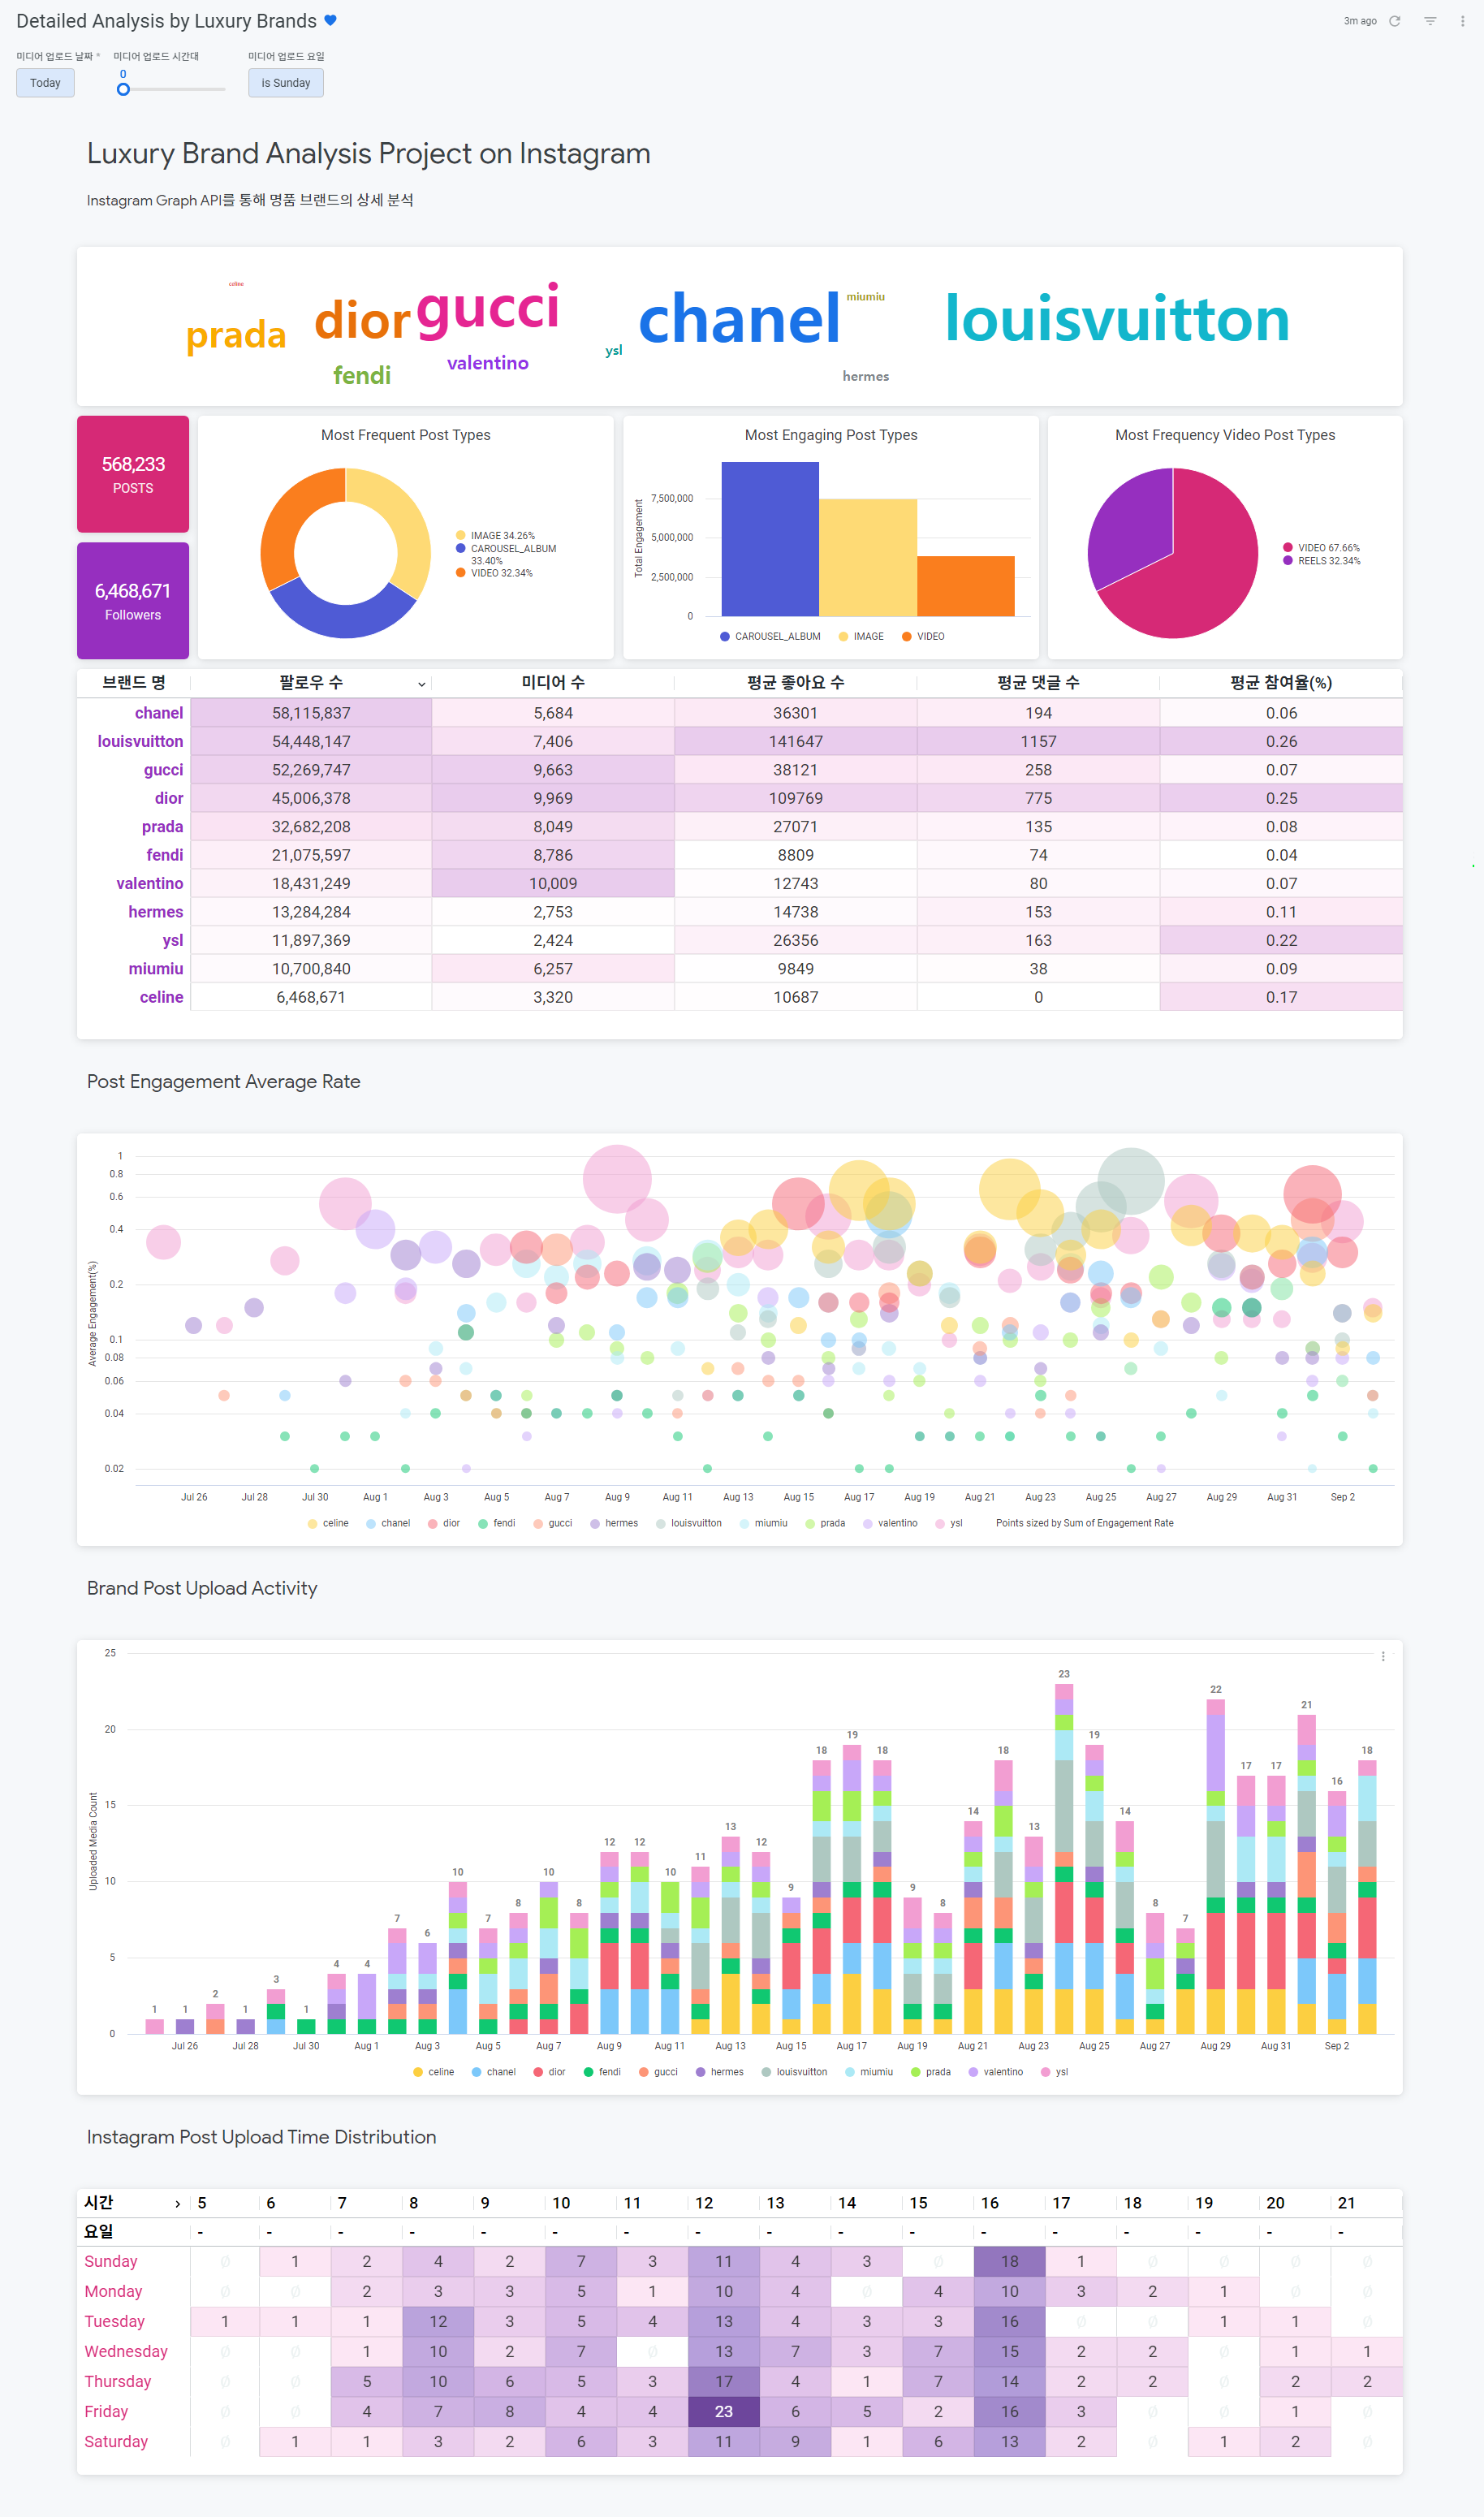 Detailed Analysis by Luxury Brands
3m ago
미디어 업로드 날짜 *
미디어 업로드 시간대
미디어 업로드 요일
Today
0
is Sunday
Luxury Brand Analysis Project on Instagram
Instagram Graph API를 통해 명품 브랜드의 상세 분석
celine
prada
dior
gucci
fendi
valentino
ysl
chanel
miumiu
hermes
louisvuitton
568,233
POSTS
6,468,671
Followers
Most Frequent Post Types
IMAGE 34.26%
CAROUSEL_ALBUM
33.40%
VIDEO 32.34%
Most Engaging Post Types
Total Engagement
7,500,000
5,000,000
2,500,000
0
CAROUSEL_ALBUM IMAGE VIDEO
Most Frequency Video Post Types
VIDEO 67.66%
REELS 32.34%
브랜드 명 팔로우 수 미디어 수 평균 좋아요 수 평균 댓글 수 평균 참여율(%)
chanel 58,115,837 5,684 36301 194 0.06
louisvuitton 54,448,147 7,406 141647 1157 0.26
gucci 52,269,747 9,663 38121 258 0.07
dior 45,006,378 9,969 109769 775 0.25
prada 32,682,208 8,049 27071 135 0.08
fendi 21,075,597 8,786 8809 74 0.04
valentino 18,431,249 10,009 12743 80 0.07
hermes 13,284,284 2,753 14738 153 0.11
ysl 11,897,369 2,424 26356 163 0.22
miumiu 10,700,840 6,257 9849 38 0.09
celine 6,468,671 3,320 10687 0 0.17
Post Engagement Average Rate
Average Engagement(%)
1
0.8
0.6
0.4
0.2
0.1
0.08
0.06
0.04
0.02
Jul 26 Jul 28 Jul 30 Aug 1 Aug 3 Aug 5 Aug 7 Aug 9 Aug 11 Aug 13 Aug 15 Aug 17 Aug 19 Aug 21 Aug 23 Aug 25 Aug 27 Aug 29 Aug 31 Sep 2
celine chanel dior fendi gucci hermes louisvuitton miumiu prada valentino ysl Points sized by Sum of Engagement Rate
Brand Post Upload Activity
Uploaded Media Count
25
20
15
10
5
0
1 1 2 1 3 1 4 4 7 6 10 7 8 10 8 12 12 10 11 13 12 9 18 19 18 9 8 14 18 13 23 19 14 8 7 22 17 17 21 16 18
Jul 26 Jul 28 Jul 30 Aug 1 Aug 3 Aug 5 Aug 7 Aug 9 Aug 11 Aug 13 Aug 15 Aug 17 Aug 19 Aug 21 Aug 23 Aug 25 Aug 27 Aug 29 Aug 31 Sep 2
celine chanel dior fendi gucci hermes louisvuitton miumiu prada valentino ysl
Instagram Post Upload Time Distribution
시간 5 6 7 8 9 10 11 12 13 14 15 16 17 18 19 20 21
요일 - - - - - - - - - - - - - - - - -
Sunday ∅ 1 2 4 2 7 3 11 4 3 ∅ 18 1 ∅ ∅ ∅ ∅
Monday ∅ ∅ 2 3 3 5 1 10 4 ∅ 4 10 3 2 1 ∅ ∅
Tuesday 1 1 1 12 3 5 4 13 4 3 3 16 ∅ ∅ 1 1 ∅
Wednesday ∅ ∅ 1 10 2 7 ∅ 13 7 3 7 15 2 2 ∅ 1 1
Thursday ∅ ∅ 5 10 6 5 3 17 4 1 7 14 2 2 ∅ 2 2
Friday ∅ ∅ 4 7 8 4 4 23 6 5 2 16 3 ∅ ∅ 1 ∅
Saturday ∅ 1 1 3 2 6 3 11 9 1 6 13 2 ∅ 1 2 ∅